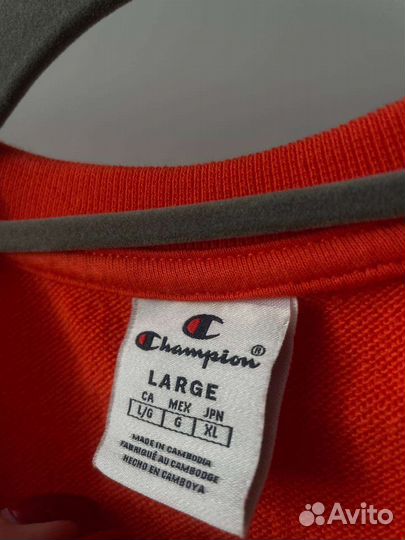 Champion®
LARGE
CA MEX JPN
L/G G XL
MADE IN CAMBODIA
FABRIQUÉ AU CAMBODGE
HECHO EN CAMBOYA
Avito